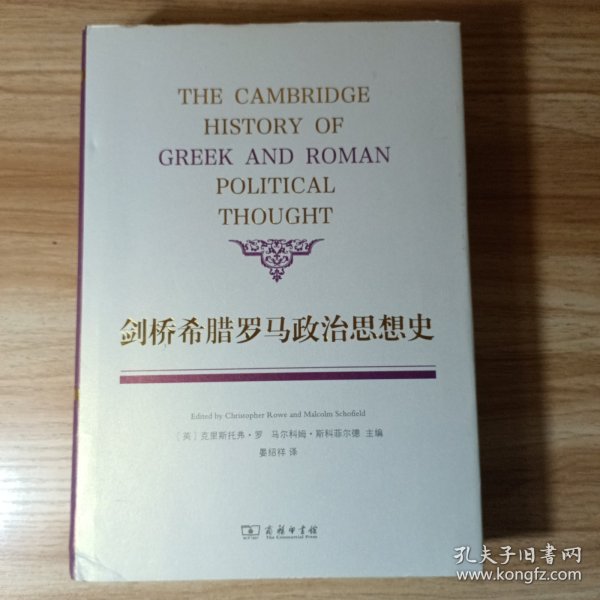 THE CAMBRIDGE
HISTORY OF
GREEK AND ROMAN
POLITICAL
THOUGHT
剑桥希腊罗马政治思想史
Edited by Christopher Rowe and Malcolm Schofield
〔英〕克里斯托弗·罗 马尔科姆·斯科菲尔德 主编
晏绍祥 译
商務印書館
The Commercial Press
孔夫子旧书网
www.kongfz.com